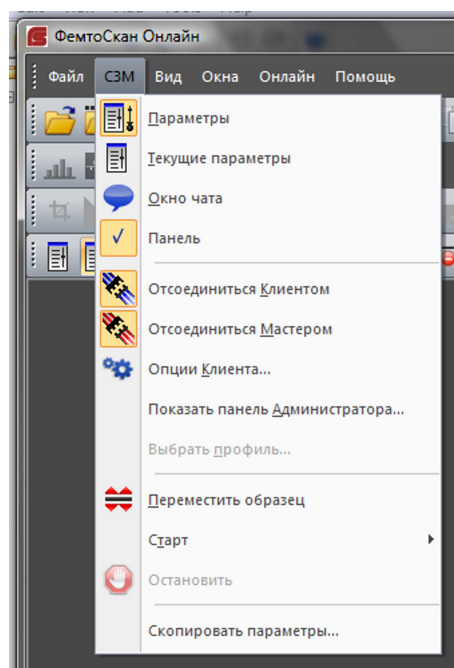 ФемтоСкан Онлайн
Файл СЗМ Вид Окна Онлайн Помощь
Параметры
Текущие параметры
Окно чата
Панель
Отсоединиться Клиентом
Отсоединиться Мастером
Опции Клиента...
Показать панель Администратора...
Выбрать профиль...
Переместить образец
Старт
Остановить
Скопировать параметры...